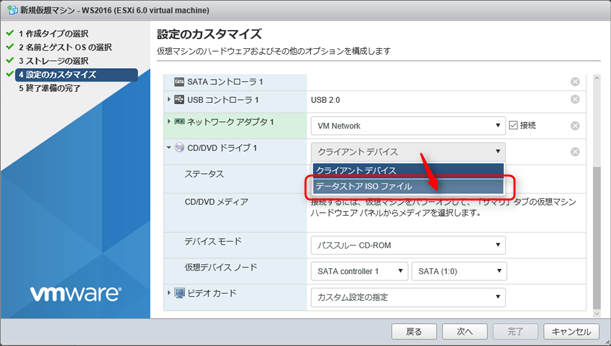 新規仮想マシン - WS2016 (ESXi 6.0 virtual machine)
1 作成タイプの選択
2 名前とゲスト OS の選択
3 ストレージの選択
4 設定のカスタマイズ
5 終了準備の完了
vmware
設定のカスタマイズ
仮想マシンのハードウェアおよびその他のオプションを構成します
SATA コントローラ 1
USB コントローラ 1
USB 2.0
ネットワーク アダプタ 1
VM Network
接続
CD/DVD ドライブ 1
クライアント デバイス
クライアント デバイス
データストア ISO ファイル
ステータス
CD/DVD メディア
接続するには、仮想マシンをパワーオンして、「サマリ」タブの仮想マシン
ハードウェア パネルからメディアを選択します。
デバイス モード
パススルー CD-ROM
仮想デバイス ノード
SATA controller 1
SATA (1:0)
ビデオ カード
カスタム設定の指定
戻る
次へ
完了
キャンセル